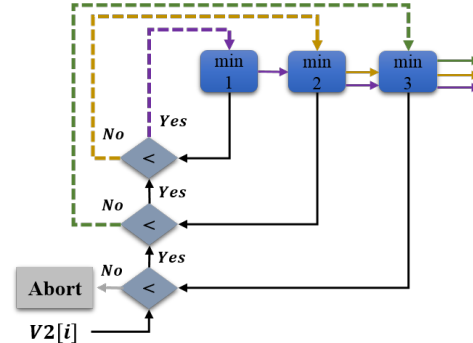 min
1
min
2
min
3
No
Yes
<
No
Yes
<
No
Yes
<
Abort
V2[i]